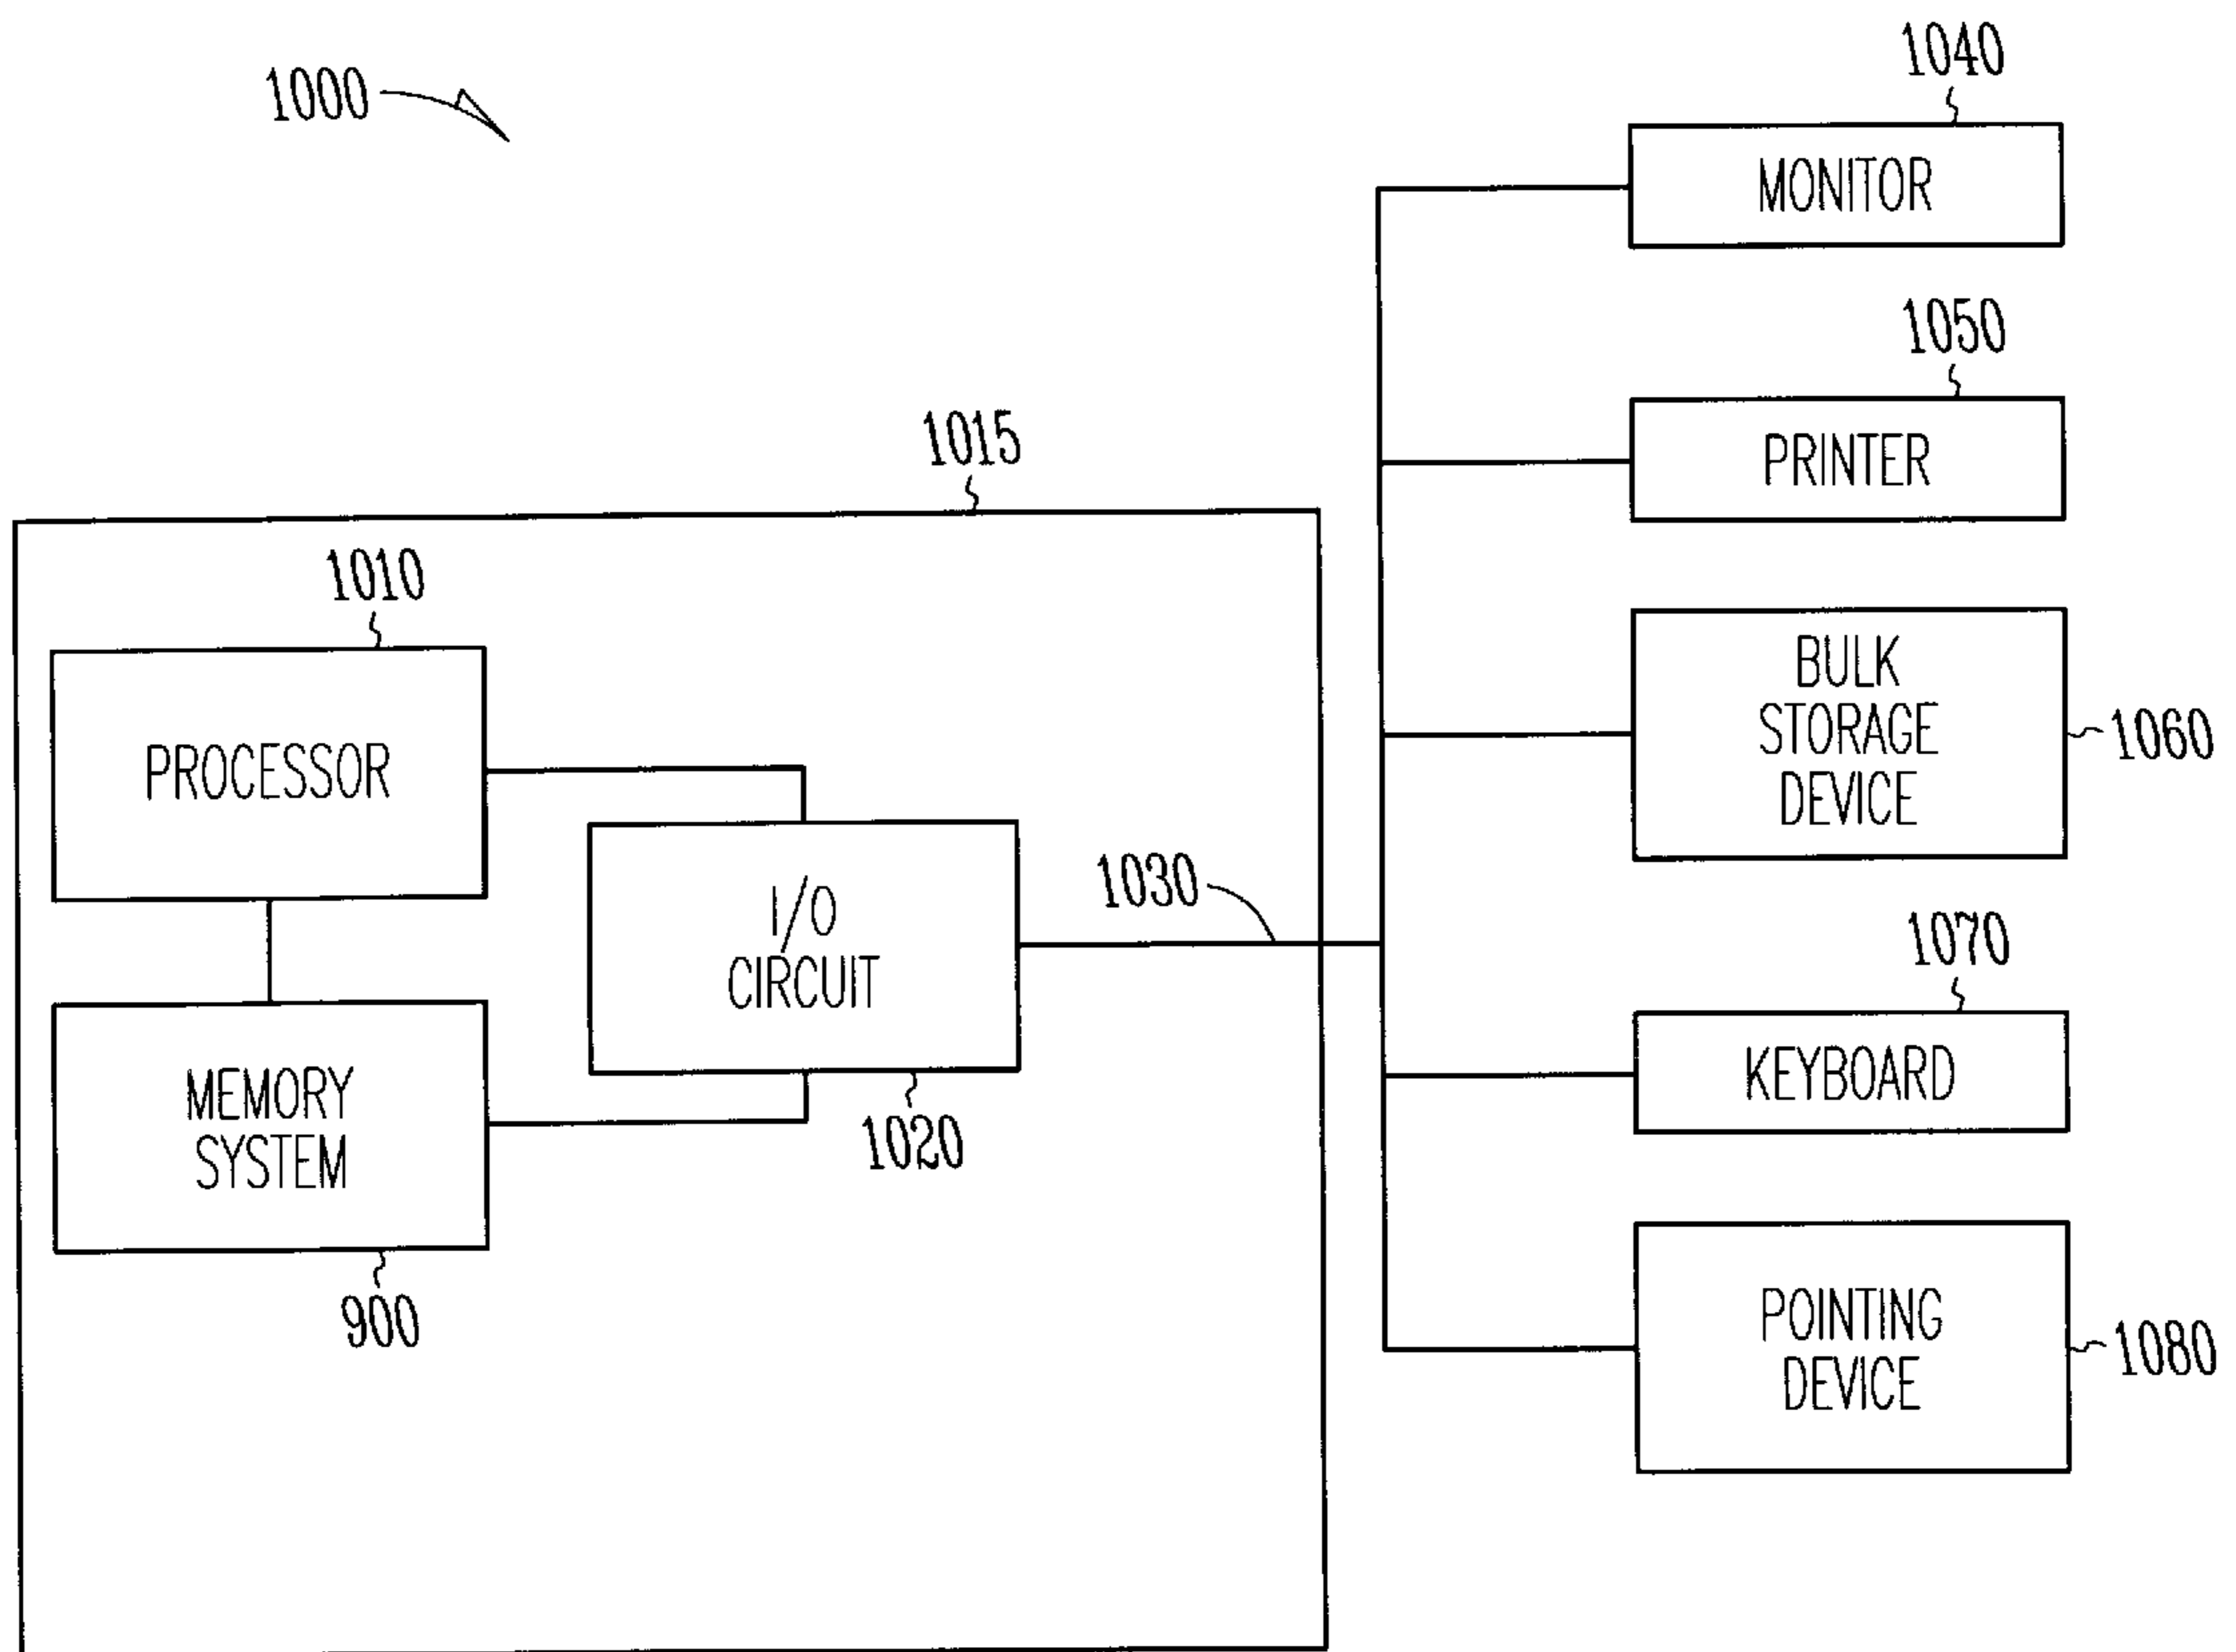 1000
1040
MONITOR
1050
PRINTER
1015
1010
PROCESSOR
BULK
STORAGE
DEVICE
1060
I/O
CIRCUIT
1030
1070
KEYBOARD
MEMORY
SYSTEM
1020
900
POINTING
DEVICE
1080